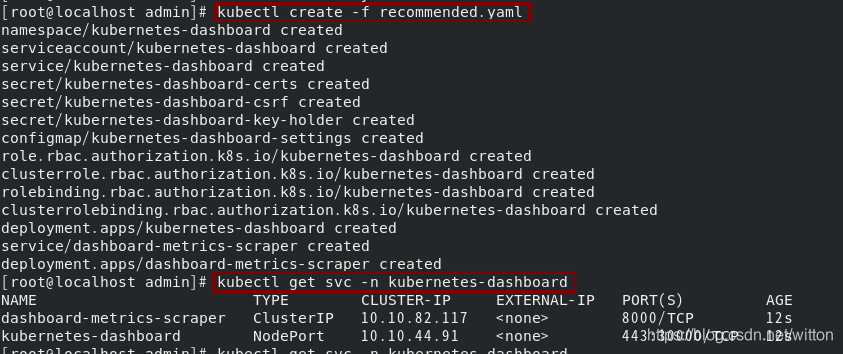 [root@localhost admin]# kubectl create -f recommended.yaml
namespace/kubernetes-dashboard created
serviceaccount/kubernetes-dashboard created
service/kubernetes-dashboard created
secret/kubernetes-dashboard-certs created
secret/kubernetes-dashboard-csrf created
secret/kubernetes-dashboard-key-holder created
configmap/kubernetes-dashboard-settings created
role.rbac.authorization.k8s.io/kubernetes-dashboard created
clusterrole.rbac.authorization.k8s.io/kubernetes-dashboard created
rolebinding.rbac.authorization.k8s.io/kubernetes-dashboard created
clusterrolebinding.rbac.authorization.k8s.io/kubernetes-dashboard created
deployment.apps/kubernetes-dashboard created
service/dashboard-metrics-scraper created
deployment.apps/dashboard-metrics-scraper created
[root@localhost admin]# kubectl get svc -n kubernetes-dashboard
NAME TYPE CLUSTER-IP EXTERNAL-IP PORT(S) AGE
dashboard-metrics-scraper ClusterIP 10.10.82.117 <none> 8000/TCP 12s
kubernetes-dashboard NodePort 10.10.44.91 <none> 12s
https://blog.csdn.net/witton
[root@localhost admin]# kubectl get svc -n kubernetes-dashboard